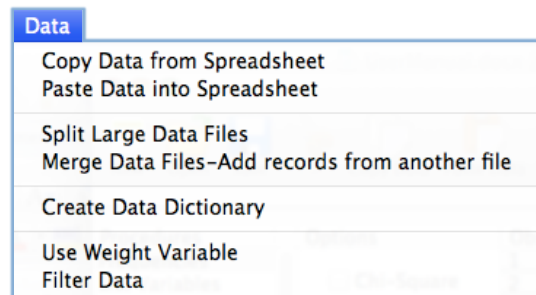 Data
Copy Data from Spreadsheet
Paste Data into Spreadsheet
Split Large Data Files
Merge Data Files–Add records from another file
Create Data Dictionary
Use Weight Variable
Filter Data